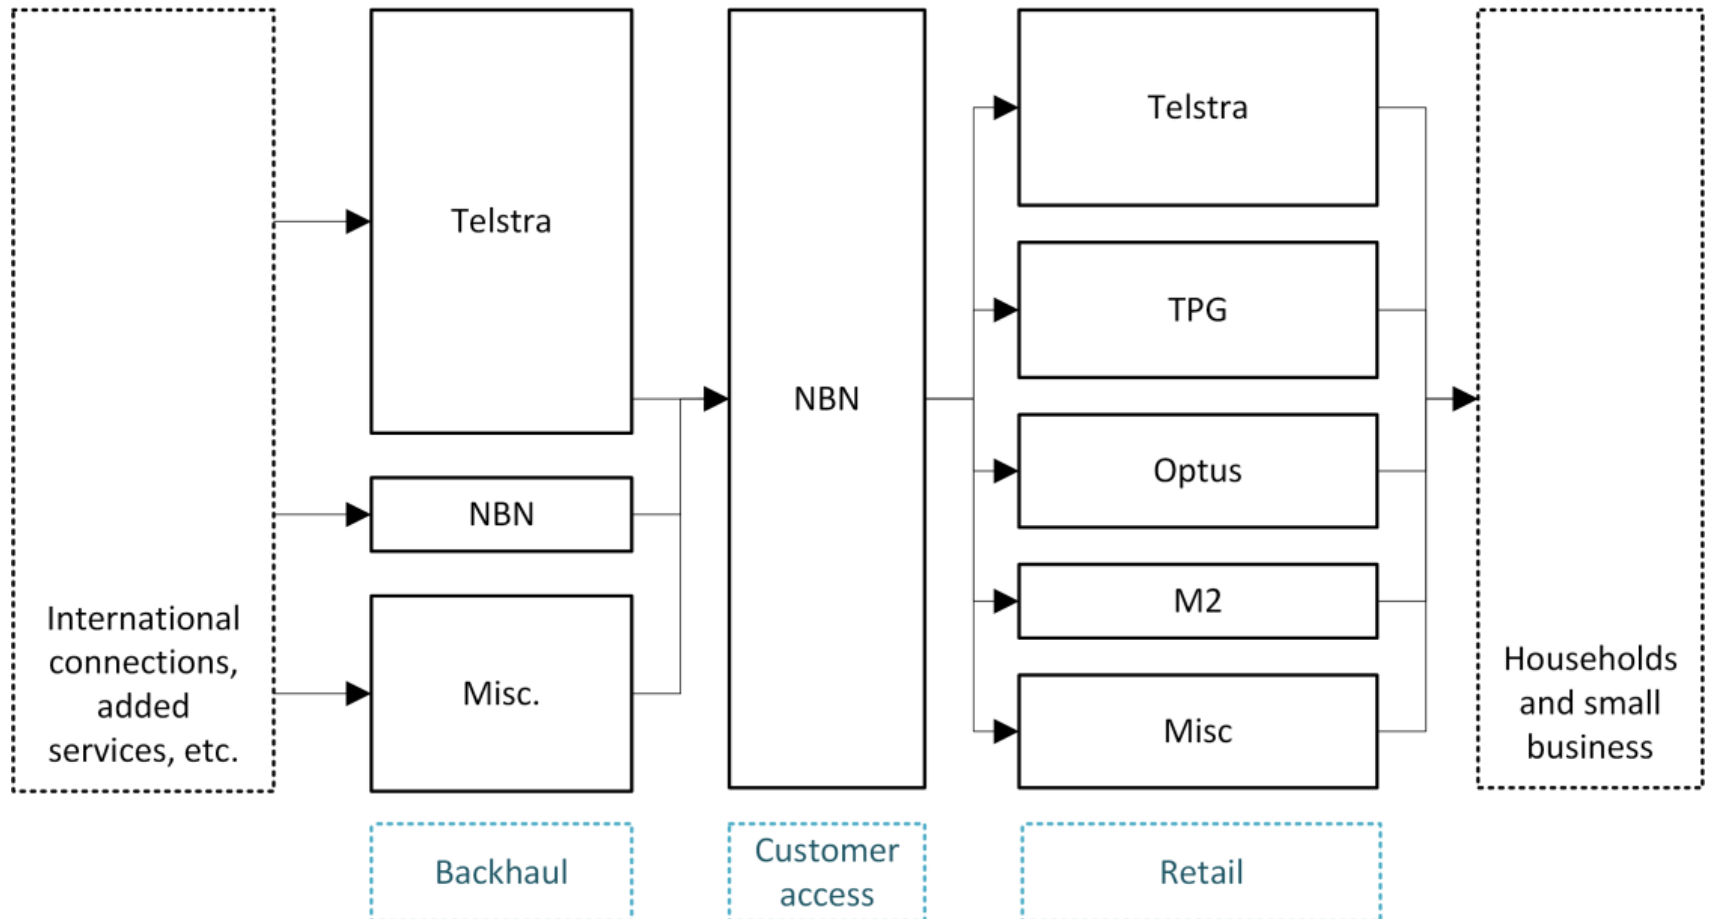 International
connections,
added
services, etc.
Telstra
NBN
Misc.
NBN
Telstra
TPG
Optus
M2
Misc
Households
and small
business
Backhaul
Customer
access
Retail